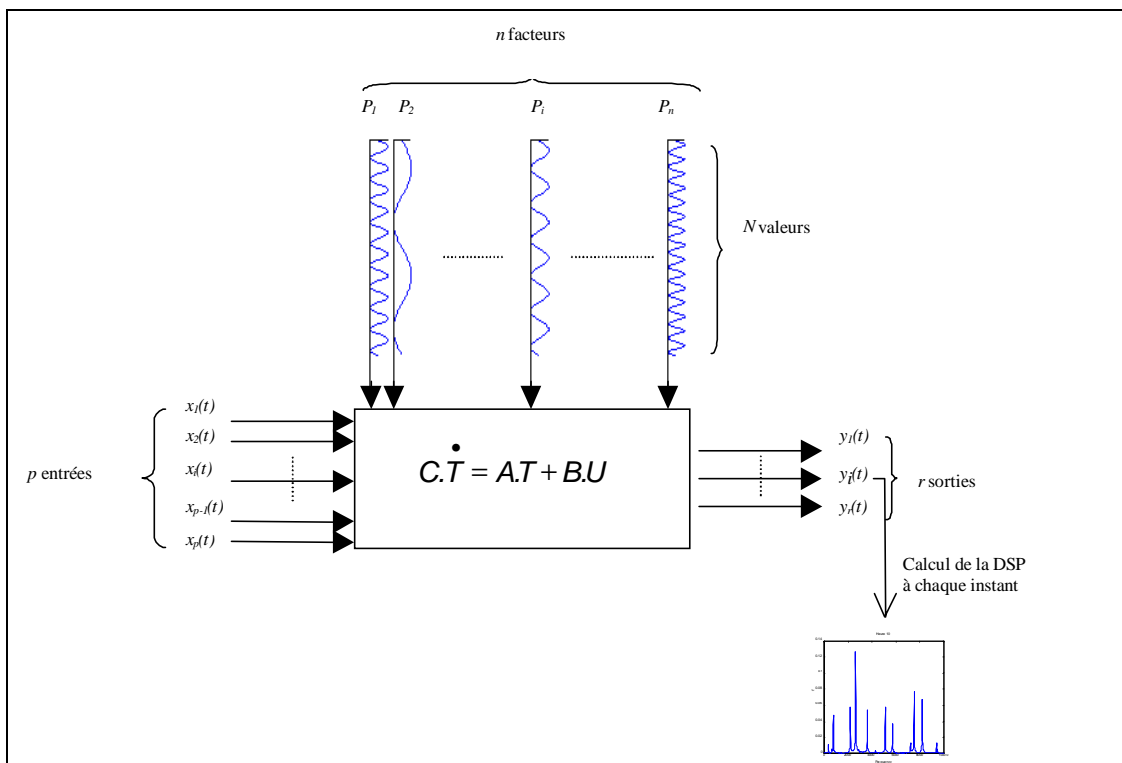 n facteurs
P1 P2 Pi Pn
N valeurs
x1(t)
x2(t)
xi(t)
xp-1(t)
xp(t)
p entrées
C.Ṫ = A.T + B.U
y1(t)
yi(t)
yr(t)
r sorties
Calcul de la DSP
à chaque instant